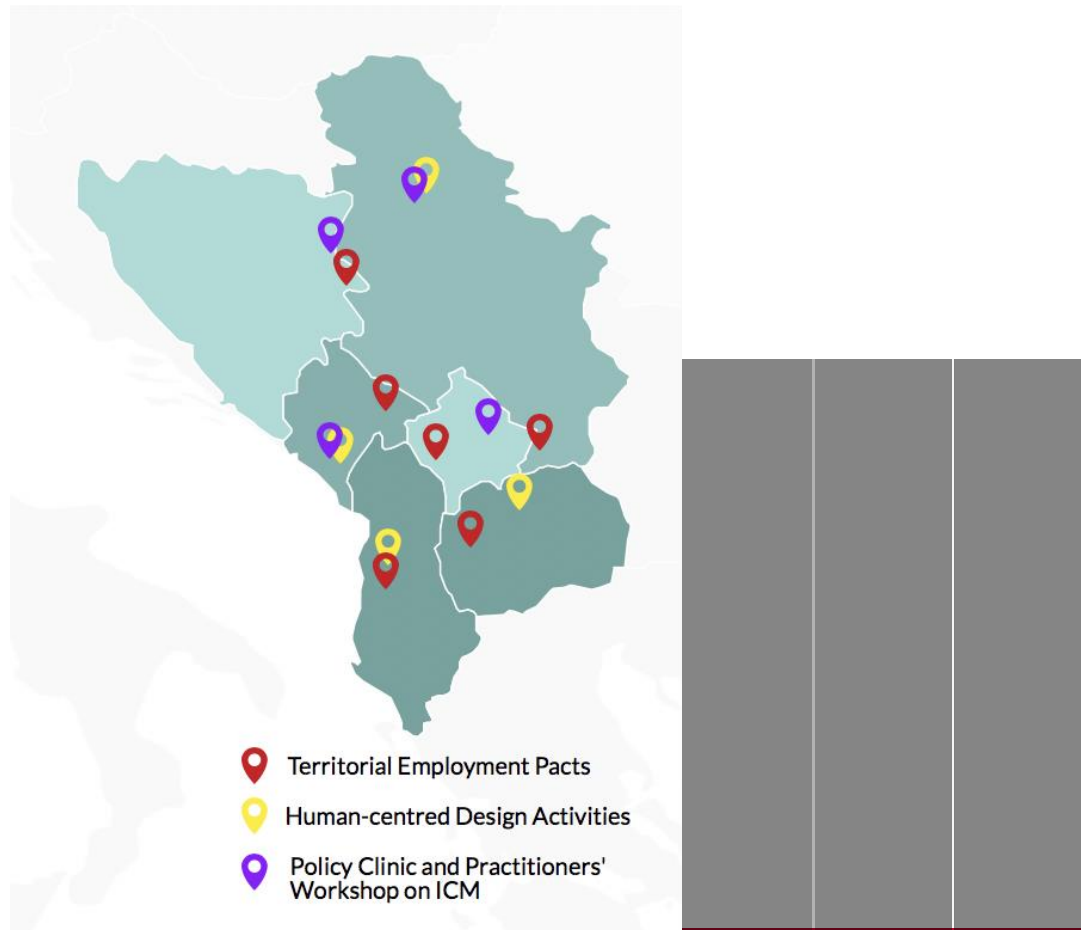 Territorial Employment Pacts
Human-centred Design Activities
Policy Clinic and Practitioners'
Workshop on ICM